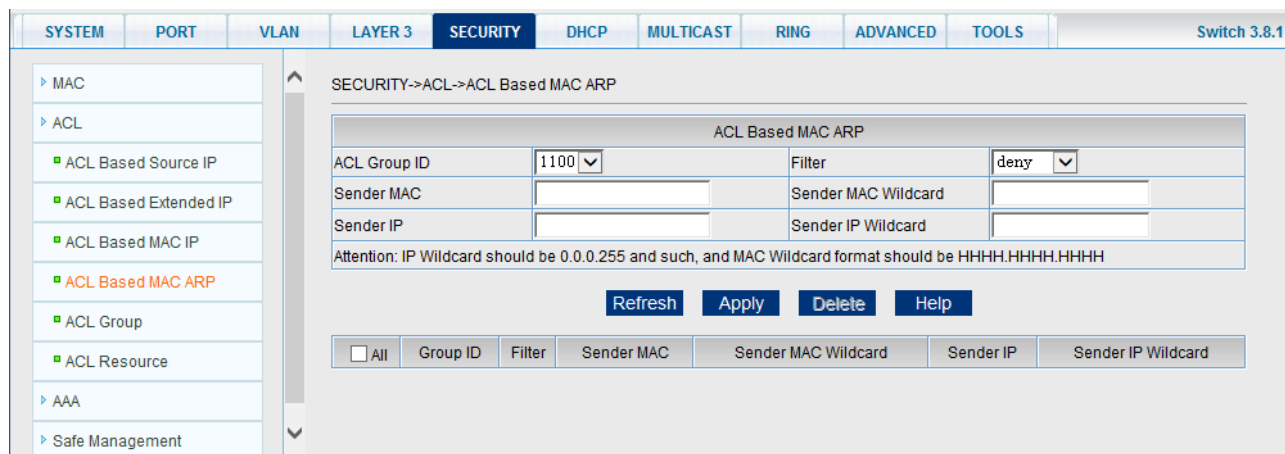 SYSTEM PORT VLAN LAYER 3 SECURITY DHCP MULTICAST RING ADVANCED TOOLS Switch 3.8.1
MAC
ACL
ACL Based Source IP
ACL Based Extended IP
ACL Based MAC IP
ACL Based MAC ARP
ACL Group
ACL Resource
AAA
Safe Management
SECURITY->ACL->ACL Based MAC ARP
ACL Based MAC ARP
ACL Group ID 1100 Filter deny
Sender MAC Sender MAC Wildcard
Sender IP Sender IP Wildcard
Attention: IP Wildcard should be 0.0.0.255 and such, and MAC Wildcard format should be HHHH.HHHH.HHHH
Refresh Apply Delete Help
All Group ID Filter Sender MAC Sender MAC Wildcard Sender IP Sender IP Wildcard